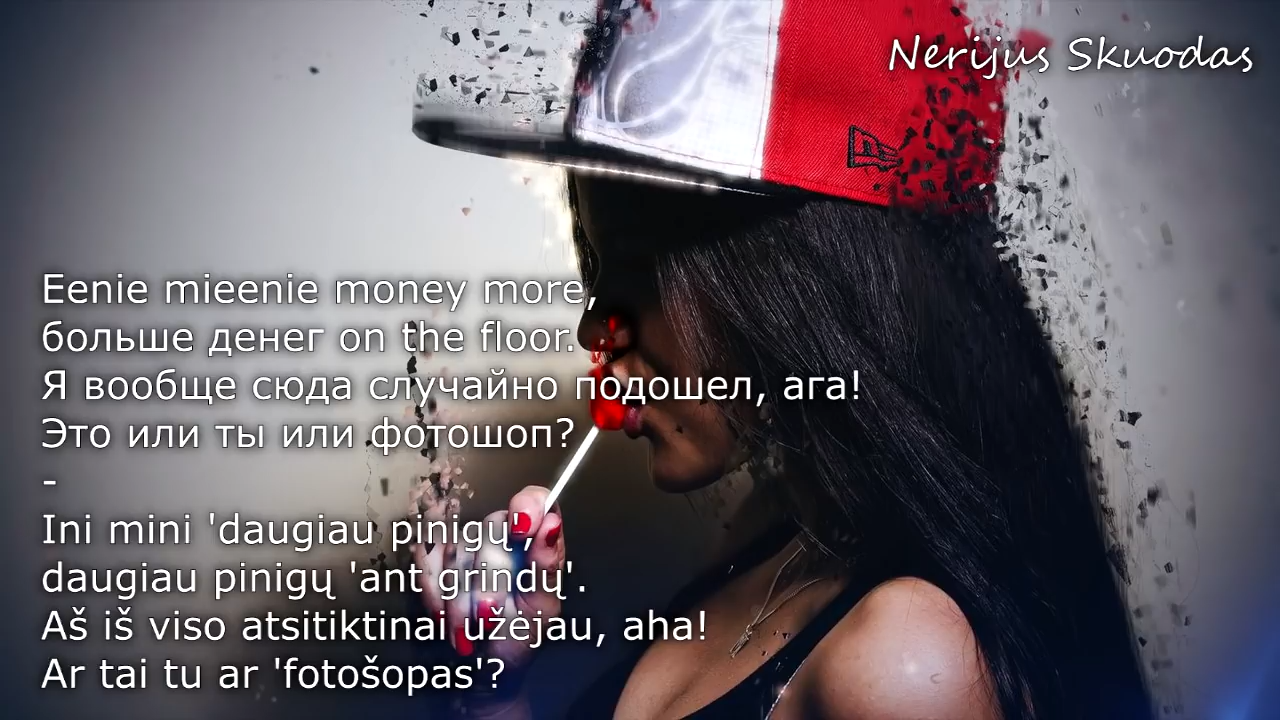 Nerijus Skuodas
Eenie mieenie money more,
больше денег on the floor.
Я вообще сюда случайно подошел, ага!
Это или ты или фотошоп?
-
Ini mini 'daugiau pinigų',
daugiau pinigų 'ant grindų'.
Aš iš viso atsitiktinai užėjau, aha!
Ar tai tu ar 'fotošopas'?